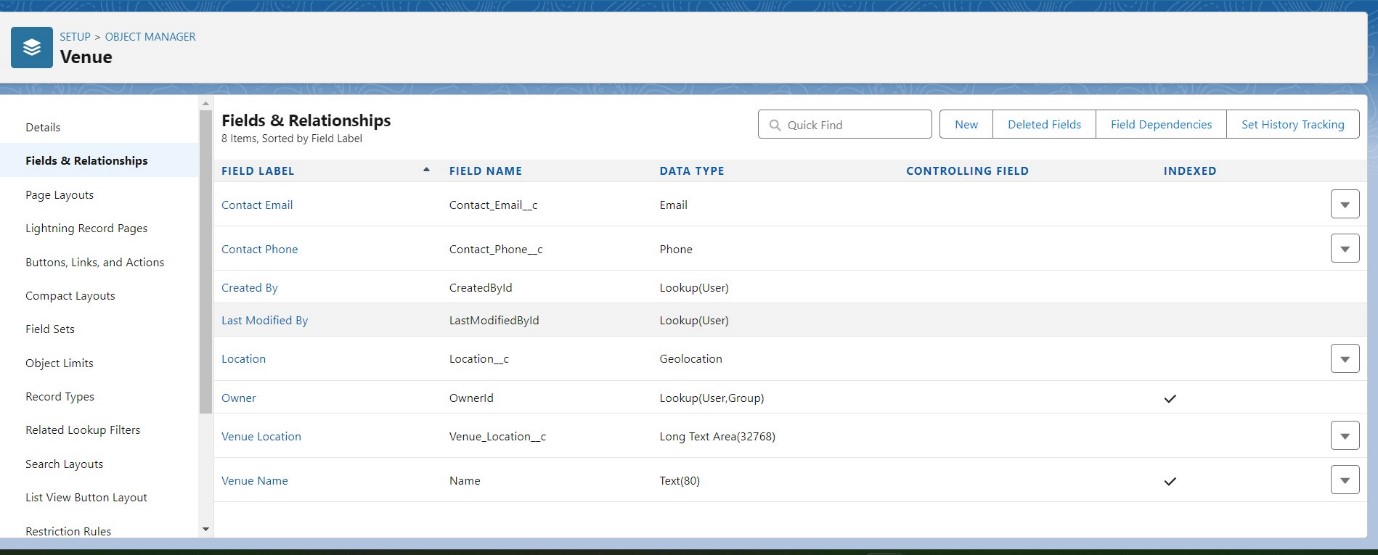 SETUP > OBJECT MANAGER
Venue
Details
Fields & Relationships
Page Layouts
Lightning Record Pages
Buttons, Links, and Actions
Compact Layouts
Field Sets
Object Limits
Record Types
Related Lookup Filters
Search Layouts
List View Button Layout
Restriction Rules
Fields & Relationships
8 Items, Sorted by Field Label
Quick Find
New
Deleted Fields
Field Dependencies
Set History Tracking
FIELD LABEL FIELD NAME DATA TYPE CONTROLLING FIELD INDEXED
Contact Email Contact_Email__c Email
Contact Phone Contact_Phone__c Phone
Created By CreatedById Lookup(User)
Last Modified By LastModifiedById Lookup(User)
Location Location__c Geolocation
Owner OwnerId Lookup(User,Group)
Venue Location Venue_Location__c Long Text Area(32768)
Venue Name Name Text(80)